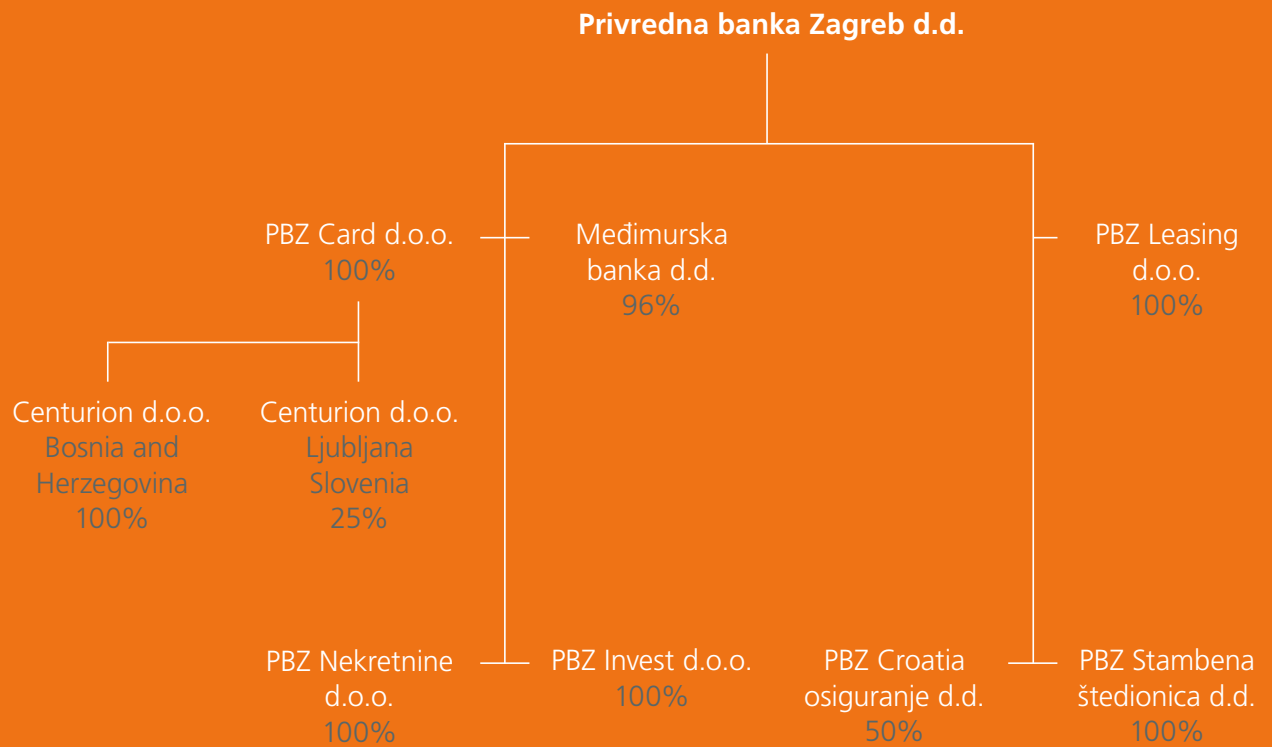 Privredna banka Zagreb d.d.
PBZ Card d.o.o.
100%
Međimurska
banka d.d.
96%
PBZ Leasing
d.o.o.
100%
Centurion d.o.o.
Bosnia and
Herzegovina
100%
Centurion d.o.o.
Ljubljana
Slovenia
25%
PBZ Nekretnine
d.o.o.
100%
PBZ Invest d.o.o.
100%
PBZ Croatia
osiguranje d.d.
50%
PBZ Stambena
štedionica d.d.
100%